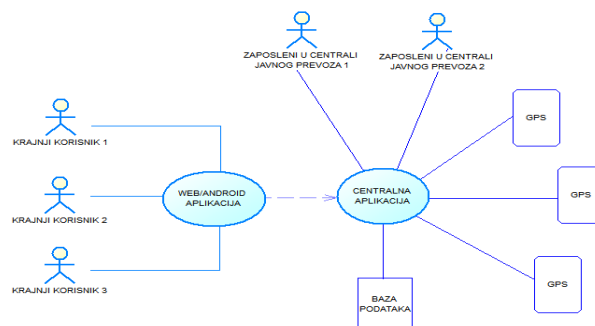 ZAPOSLENI U CENTRALI
JAVNOG PREVOZA 1
ZAPOSLENI U CENTRALI
JAVNOG PREVOZA 2
KRAJNJI KORISNIK 1
KRAJNJI KORISNIK 2
KRAJNJI KORISNIK 3
WEB/ANDROID
APLIKACIJA
CENTRALNA
APLIKACIJA
GPS
GPS
GPS
BAZA
PODATAKA